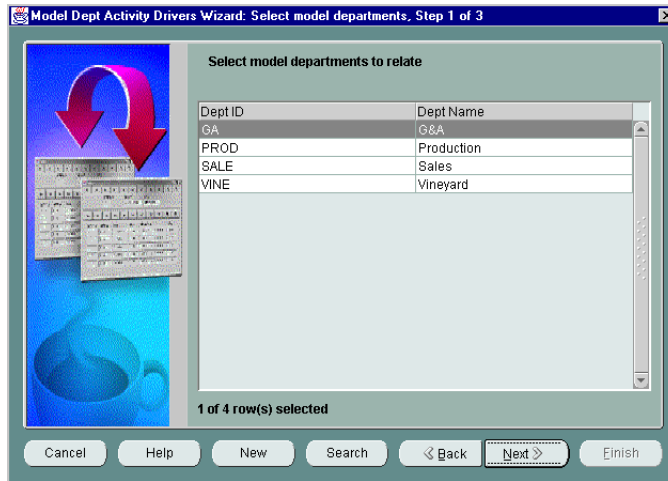 Model Dept Activity Drivers Wizard: Select model departments, Step 1 of 3
Select model departments to relate
Dept ID Dept Name
GA G&A
PROD Production
SALE Sales
VINE Vineyard
1 of 4 row(s) selected
Cancel Help New Search Back Next Finish